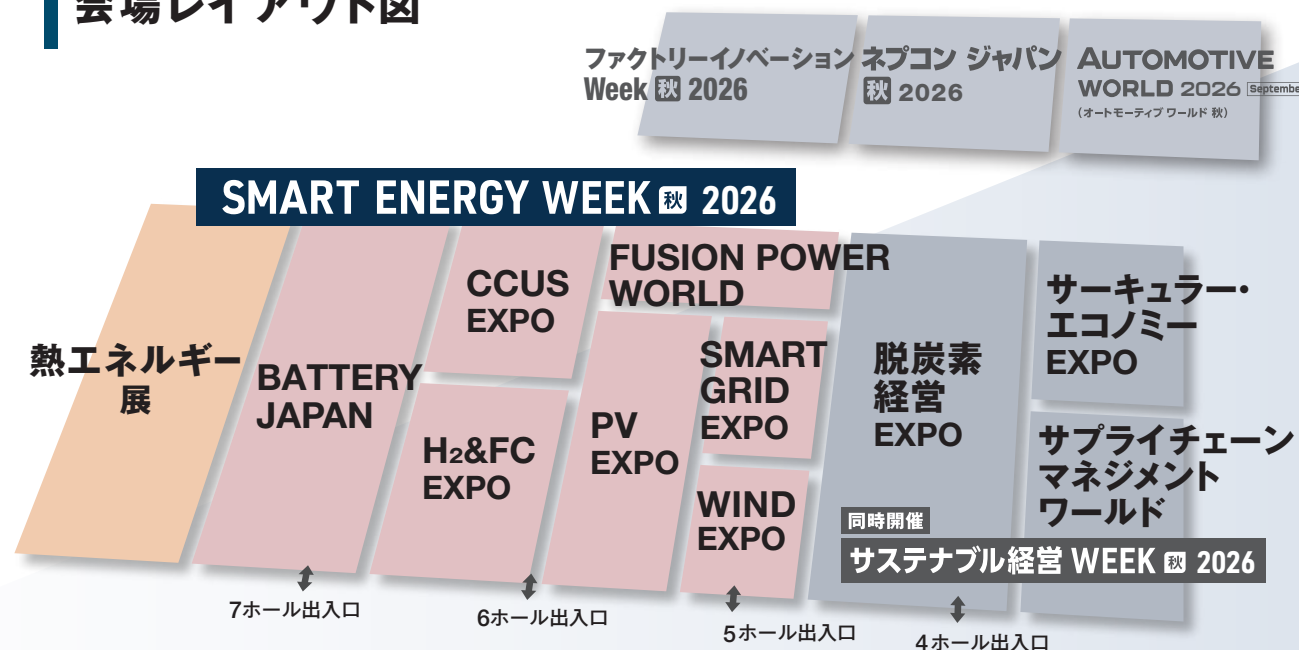 会場レイアウト図
ファクトリーイノベーション
Week 秋 2026
ネプコン ジャパン
秋 2026
AUTOMOTIVE
WORLD 2026 September
(オートモーティブ ワールド 秋)
SMART ENERGY WEEK 秋 2026
熱エネルギー
展
BATTERY
JAPAN
CCUS
EXPO
H2&FC
EXPO
FUSION POWER
WORLD
PV
EXPO
SMART
GRID
EXPO
WIND
EXPO
脱炭素
経営
EXPO
サーキュラー・
エコノミー
EXPO
サプライチェーン
マネジメント
ワールド
同時開催
サステナブル経営 WEEK 秋 2026
7ホール出入口
6ホール出入口
5ホール出入口
4ホール出入口